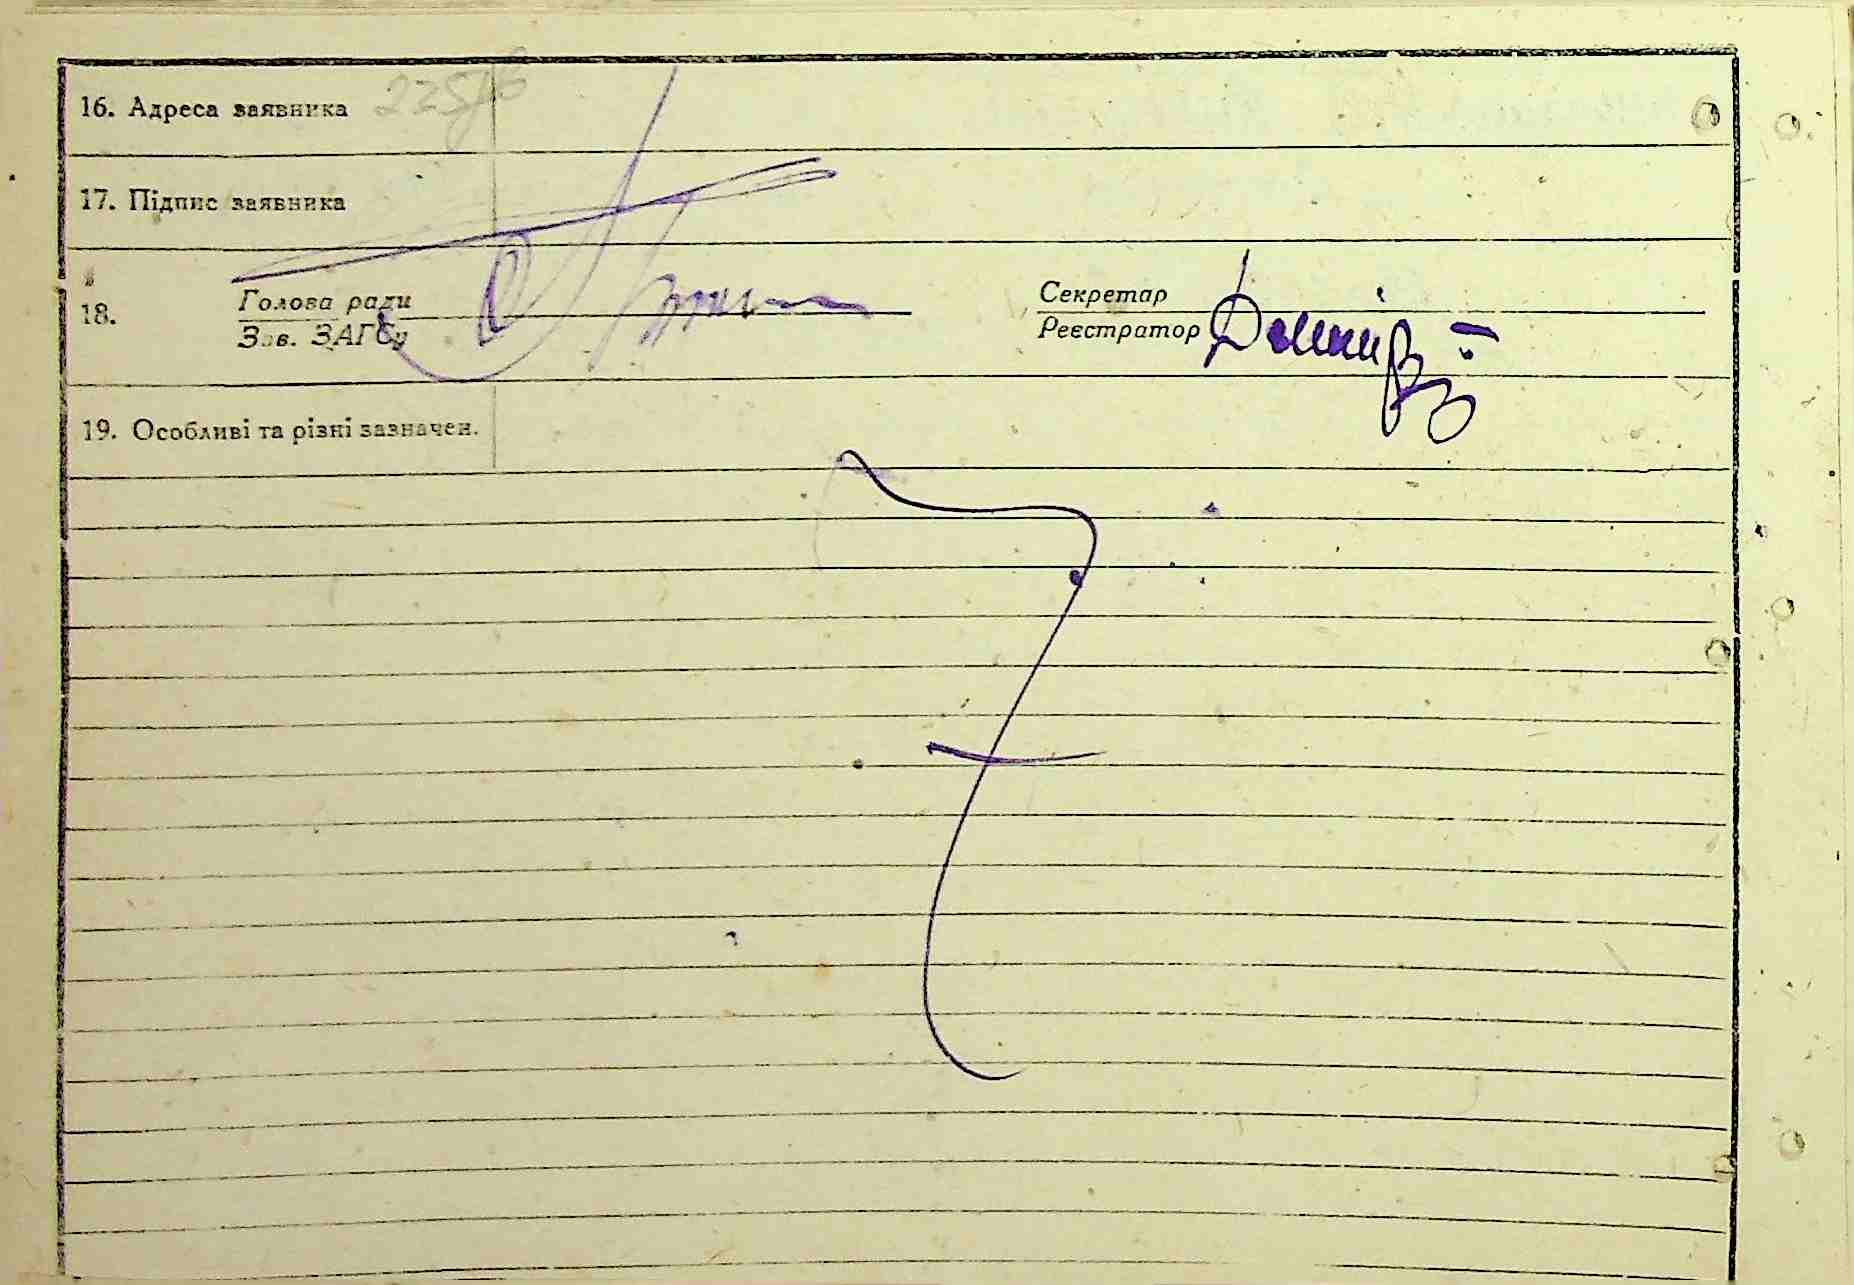 16. Адреса заявника
17. Підпис заявника
18. Голова ради
Зав. ЗАГСу
Секретар
Реєстратор
19. Особливі та різні зазначен.